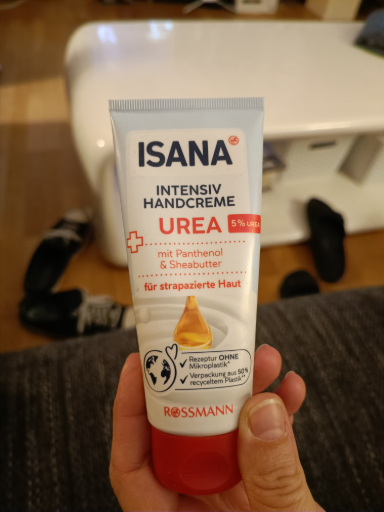 ISANA
INTENSIV
HANDCREME
UREA 5% UREA
mit Panthenol
& Sheabutter
für strapazierte Haut
Rezeptur OHNE
Mikroplastik*
Verpackung aus 50%
recyceltem Plastik**
ROSSMANN